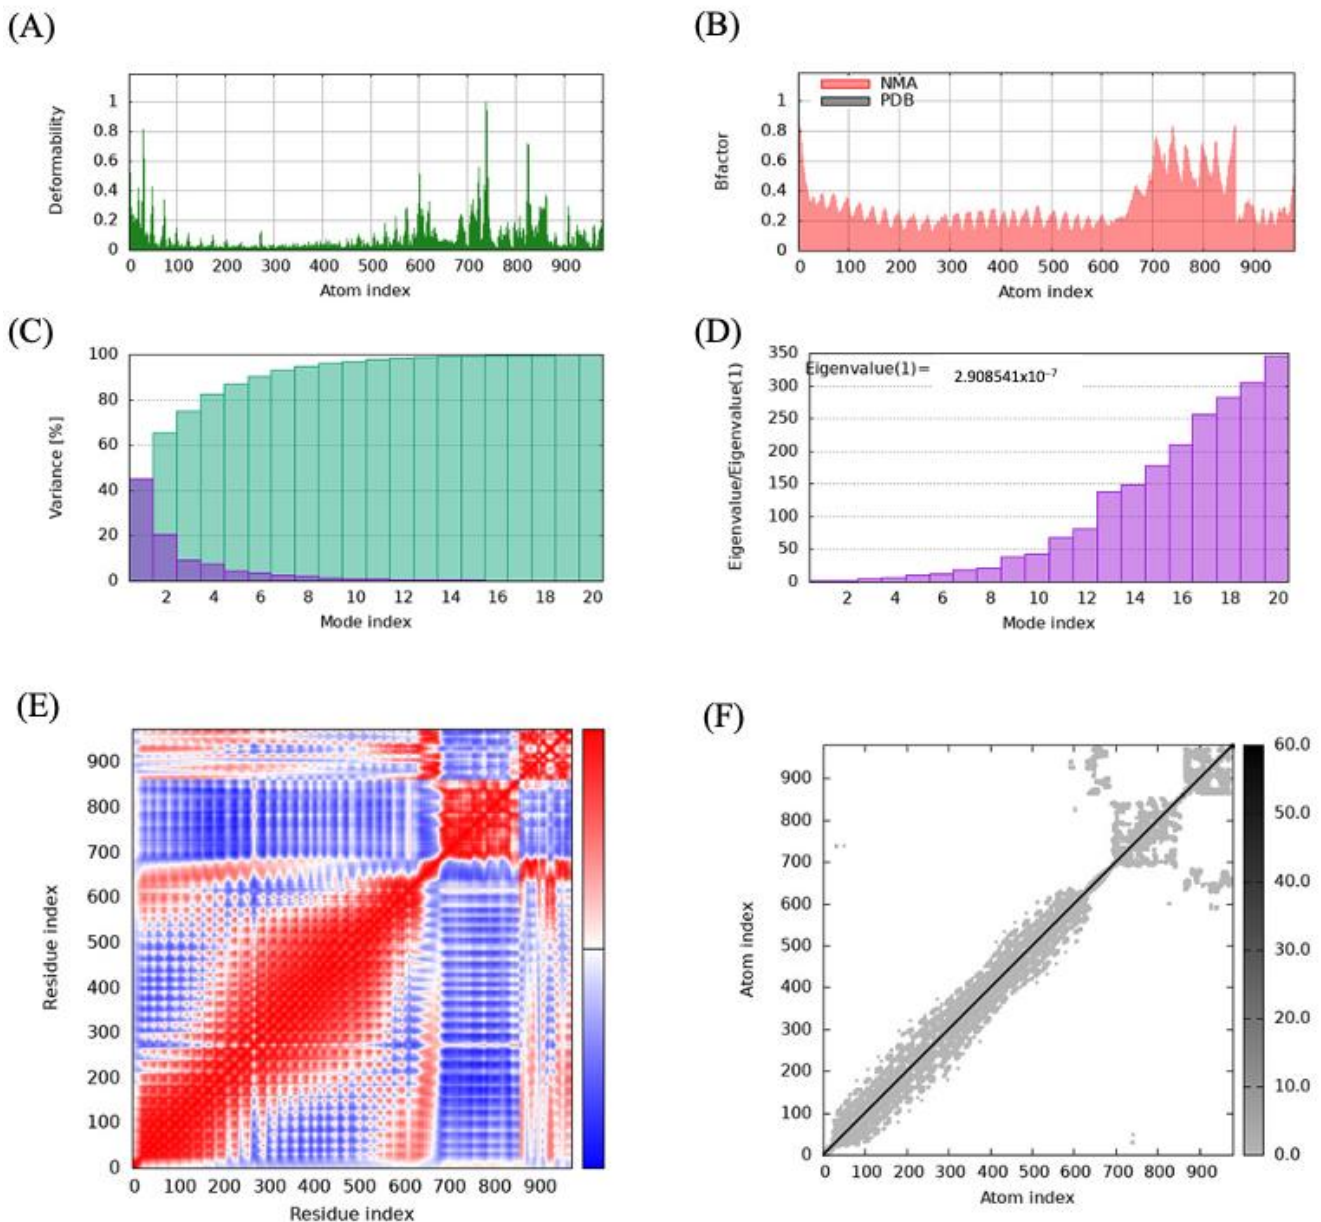 (A)
Deformability
1
0.8
0.6
0.4
0.2
0
0 100 200 300 400 500 600 700 800 900
Atom index
(B)
NMA
PDB
Bfactor
1
0.8
0.6
0.4
0.2
0
0 100 200 300 400 500 600 700 800 900
Atom index
(C)
Variance [%]
100
80
60
40
20
0
2 4 6 8 10 12 14 16 18 20
Mode index
(D)
Eigenvalue/Eigenvalue(1)
Eigenvalue(1)= 2.908541x10⁻⁷
350
300
250
200
150
100
50
0
2 4 6 8 10 12 14 16 18 20
Mode index
(E)
Residue index
900
800
700
600
500
400
300
200
100
0
0 100 200 300 400 500 600 700 800 900
Residue index
(F)
Atom index
900
800
700
600
500
400
300
200
100
0
0 100 200 300 400 500 600 700 800 900
Atom index
60.0
50.0
40.0
30.0
20.0
10.0
0.0